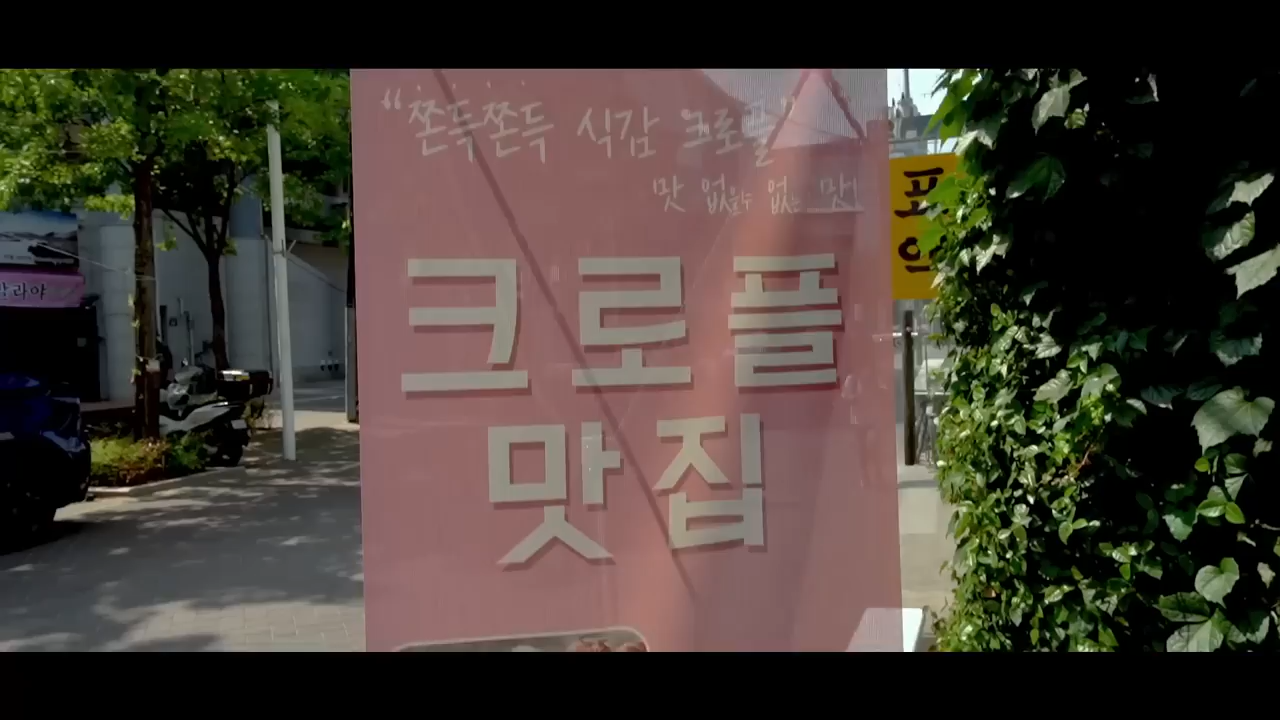 “쫀득쫀득 식감 크로플”
맛 없을수 없는 맛!
크로플
맛집